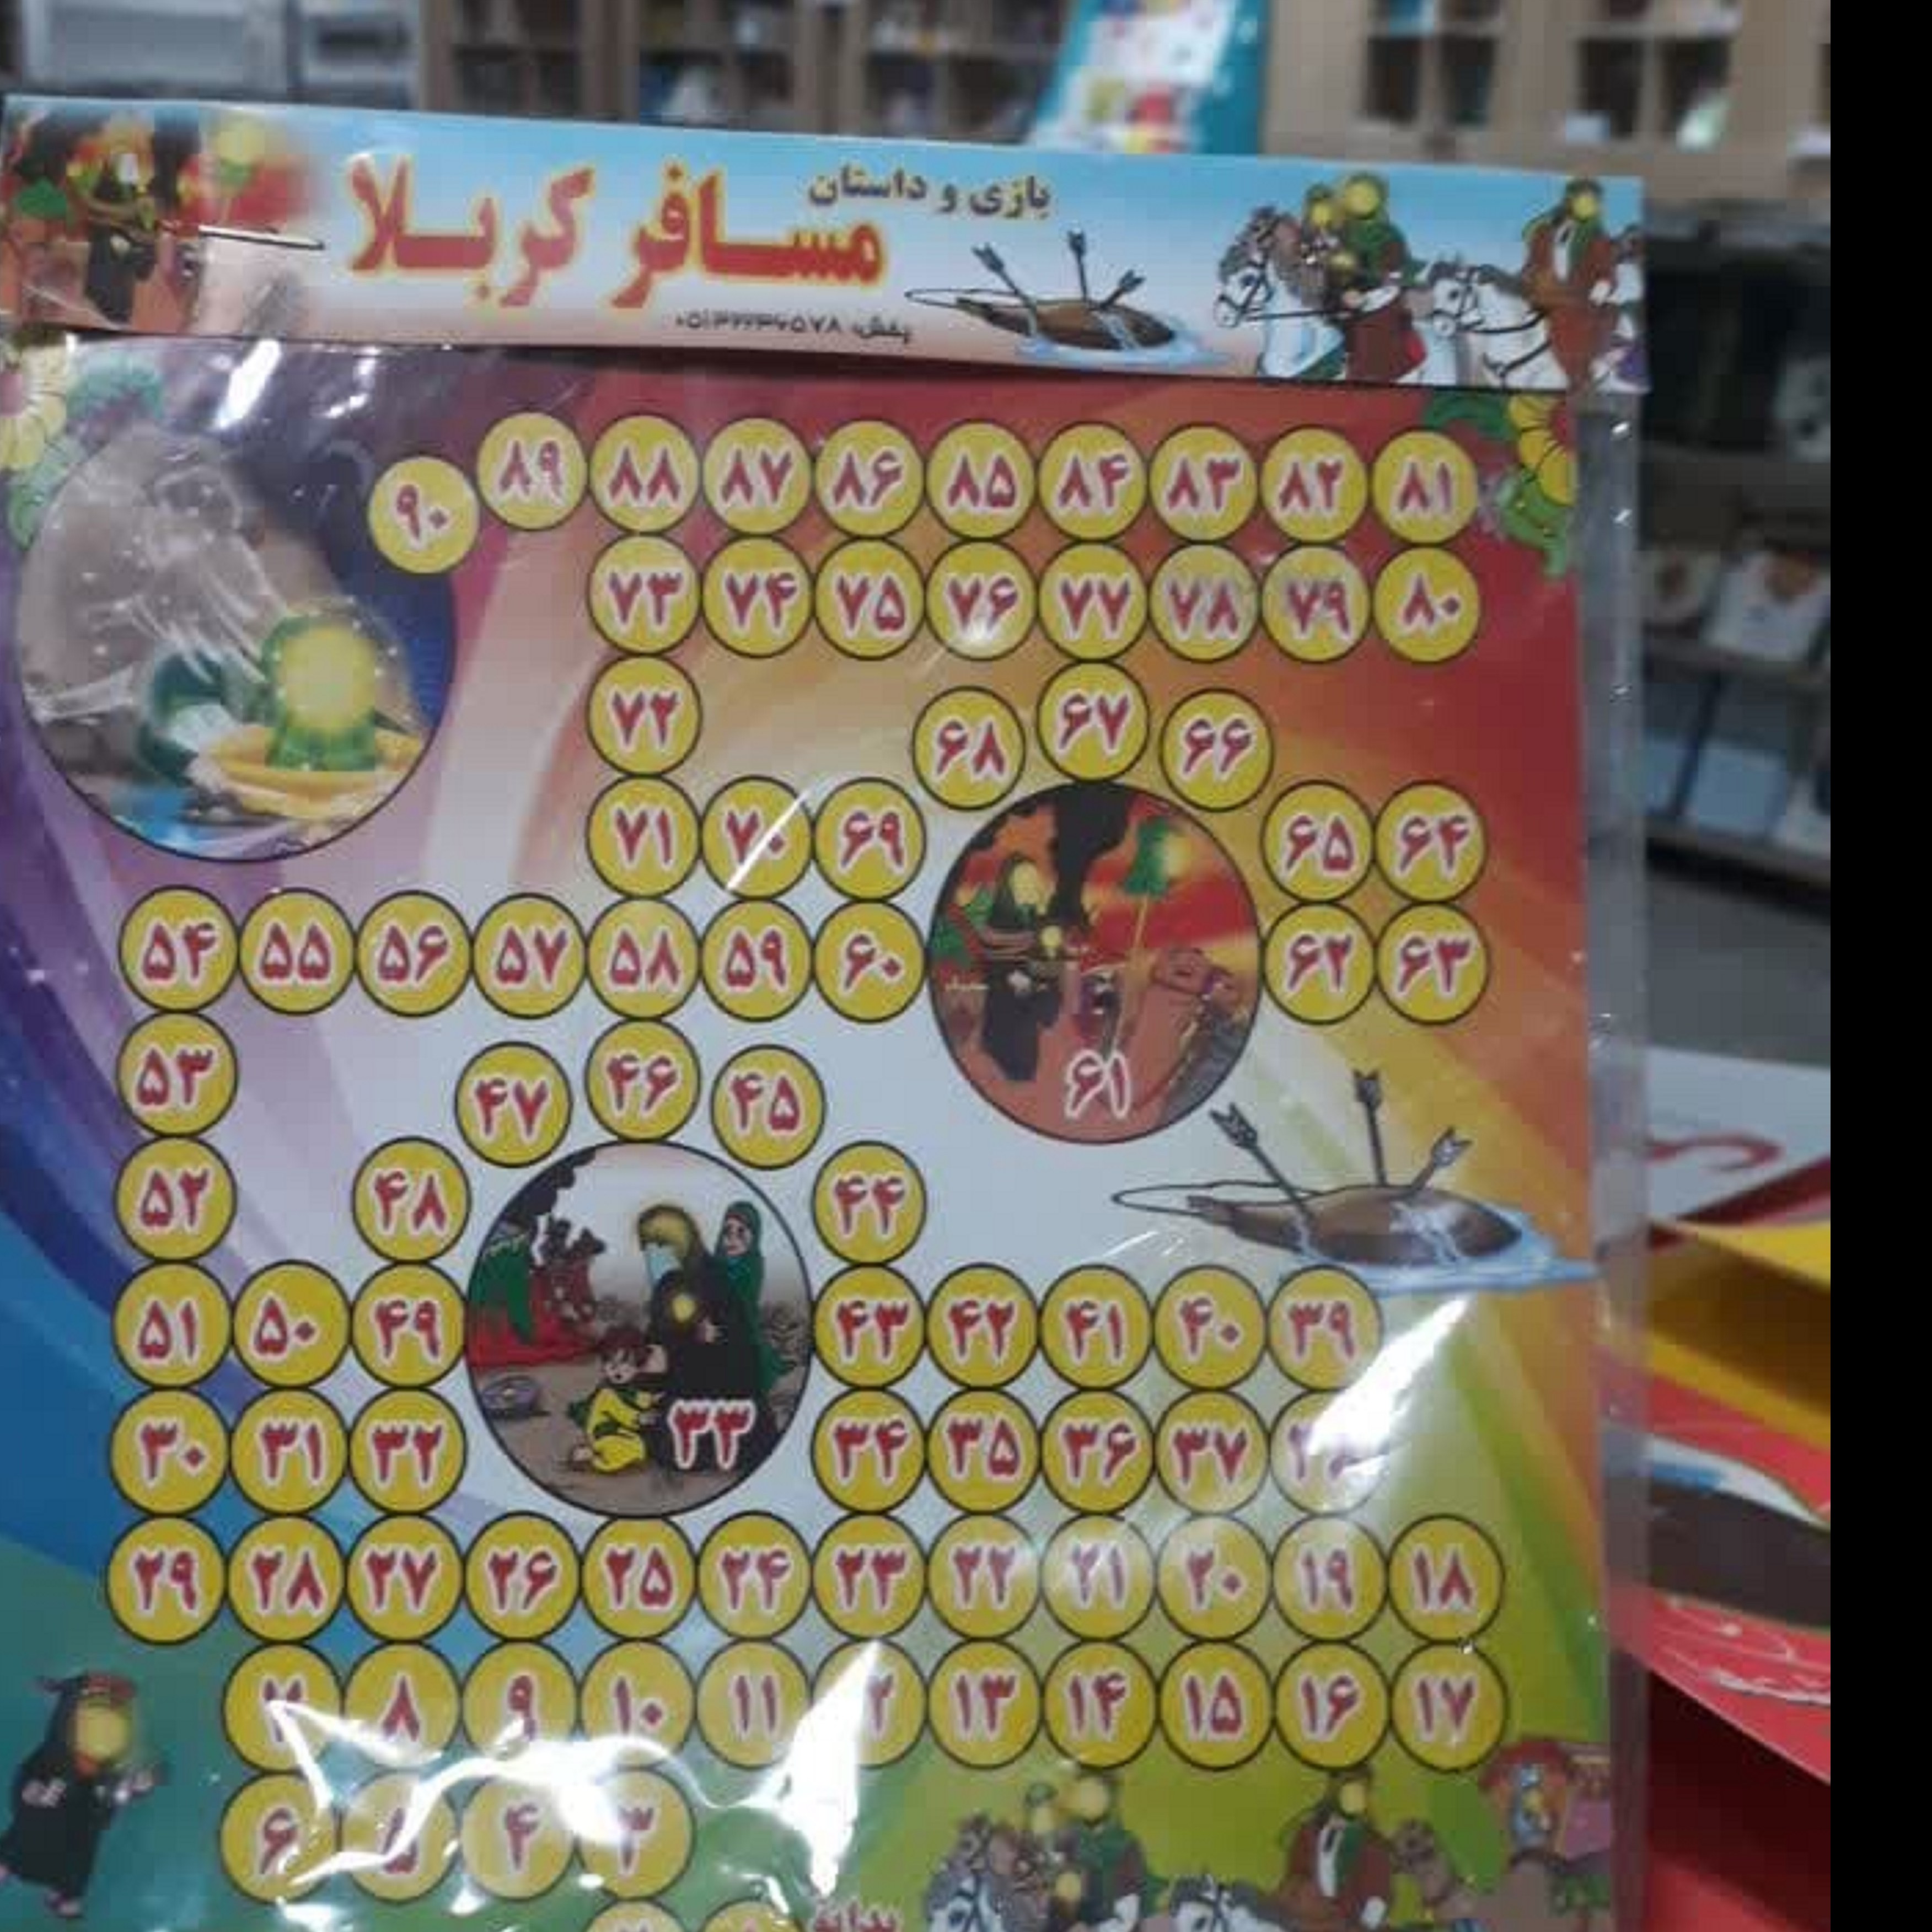 بازی و داستان
مسافر کربلا
۹۰ ۸۹ ۸۸ ۸۷ ۸۶ ۸۵ ۸۴ ۸۳ ۸۲ ۸۱
۷۳ ۷۴ ۷۵ ۷۶ ۷۷ ۷۸ ۷۹ ۸۰
۷۲ ۶۸ ۶۷ ۶۶
۷۱ ۷۰ ۶۹ ۶۵ ۶۴
۵۴ ۵۵ ۵۶ ۵۷ ۵۸ ۵۹ ۶۰ ۶۲ ۶۳
۵۳ ۴۷ ۴۶ ۴۵ ۶۱
۵۲ ۴۸ ۴۴
۵۱ ۵۰ ۴۹ ۴۳ ۴۲ ۴۱ ۴۰ ۳۹
۳۰ ۳۱ ۳۲ ۳۳ ۳۴ ۳۵ ۳۶ ۳۷
۲۹ ۲۸ ۲۷ ۲۶ ۲۵ ۲۴ ۲۳ ۲۲ ۲۱ ۲۰ ۱۹ ۱۸
۸ ۹ ۱۰ ۱۱ ۱۳ ۱۴ ۱۵ ۱۶ ۱۷
۶ ۵ ۴ ۳